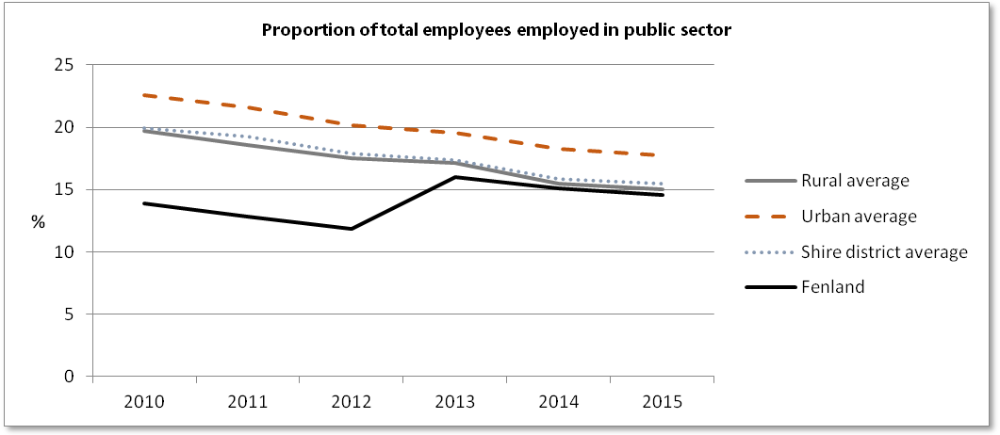 Proportion of total employees employed in public sector
25
20
15
10
5
0
%
2010 2011 2012 2013 2014 2015
Rural average
Urban average
Shire district average
Fenland